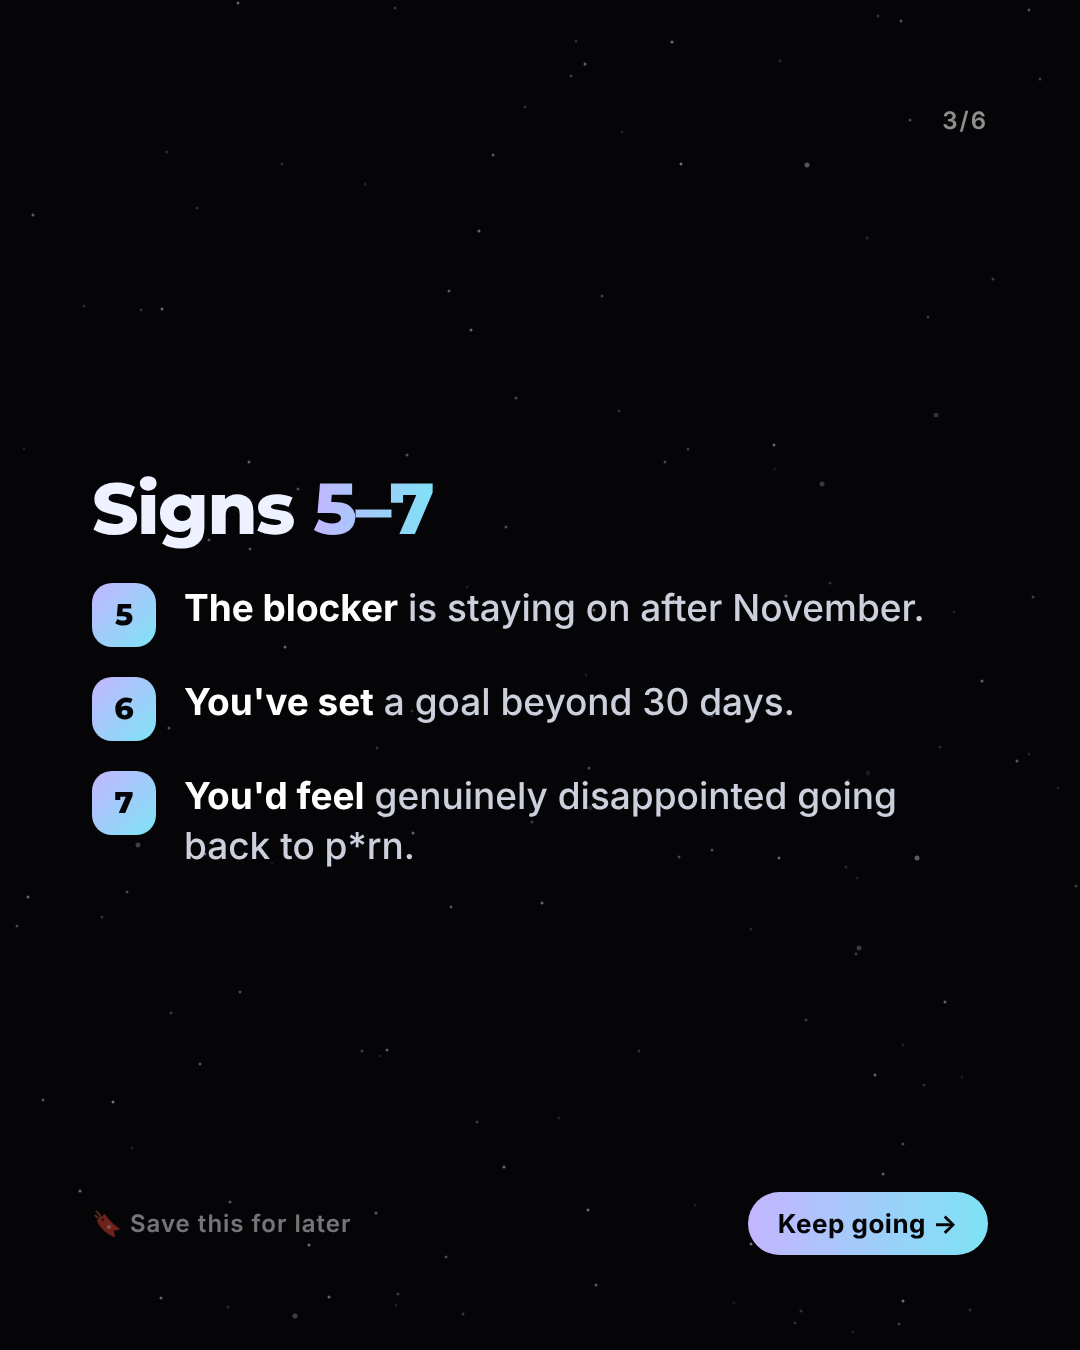 3/6
Signs 5–7
5 The blocker is staying on after November.
6 You've set a goal beyond 30 days.
7 You'd feel genuinely disappointed going
back to p*rn.
🔖 Save this for later
Keep going →